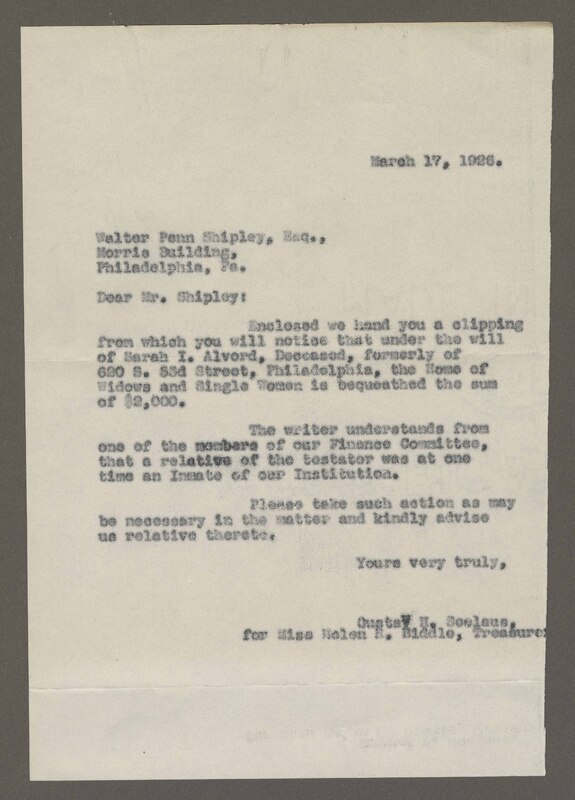 March 17, 1926.
Walter Penn Shipley, Esq.,
Morris Building,
Philadelphia, Pa.
Dear Mr. Shipley:
Enclosed we hand you a clipping
from which you will notice that under the will
of Sarah I. Alvord, Deceased, formerly of
620 S. 53d Street, Philadelphia, the Home of
Widows and Single Women is bequeathed the sum
of $2,000.
The writer understands from
one of the members of our Finance Committee,
that a relative of the testator was at one
time an Inmate of our Institution.
Please take such action as may
be necessary in the matter and kindly advise
us relative thereto.
Yours very truly,
Gustav H.
for Miss Helen R. Biddle, Treasurer